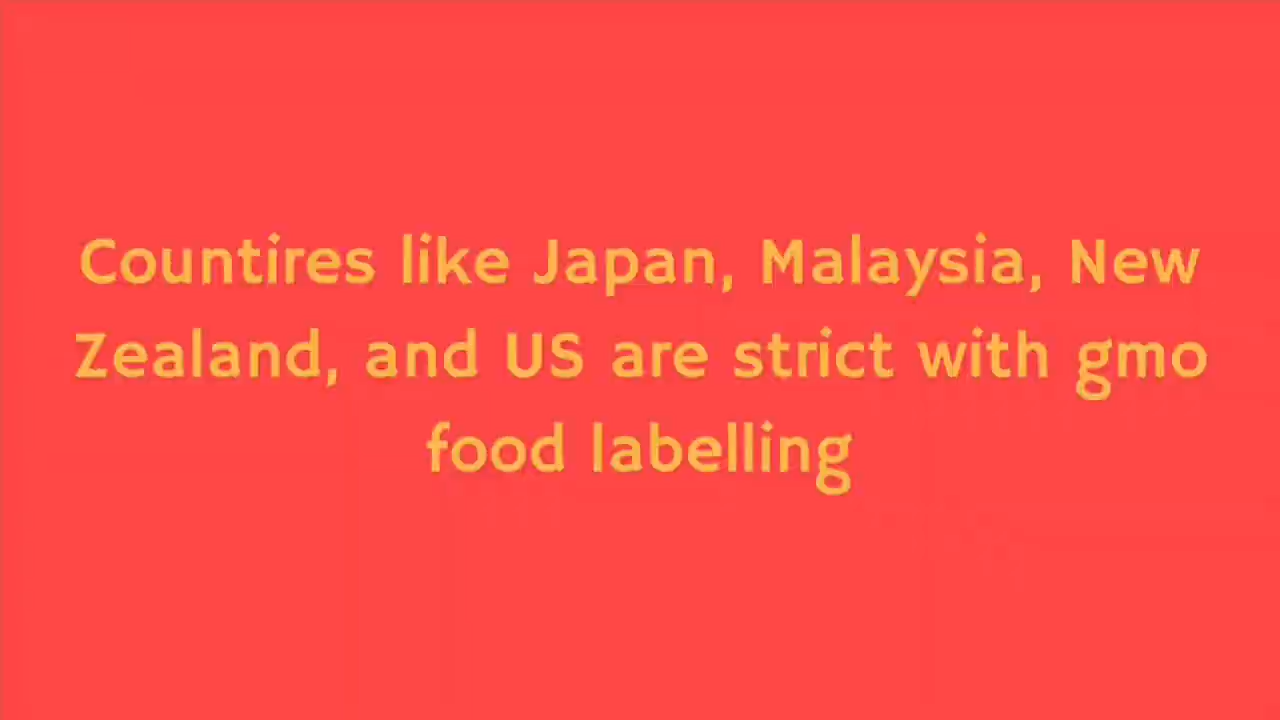 Countires like Japan, Malaysia, New
Zealand, and US are strict with gmo
food labelling